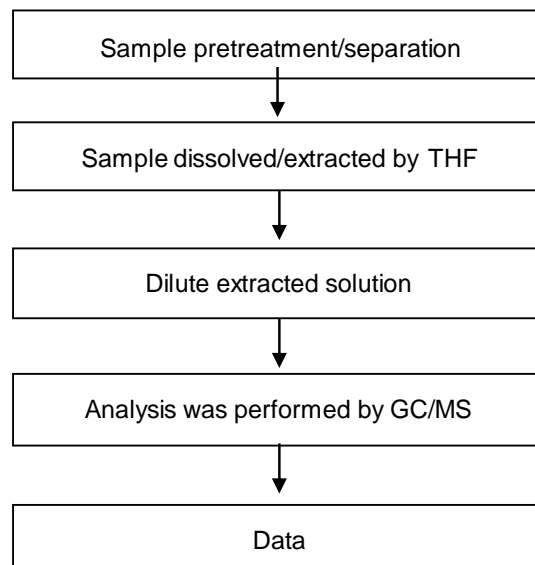 Sample pretreatment/separation
Sample dissolved/extracted by THF
Dilute extracted solution
Analysis was performed by GC/MS
Data